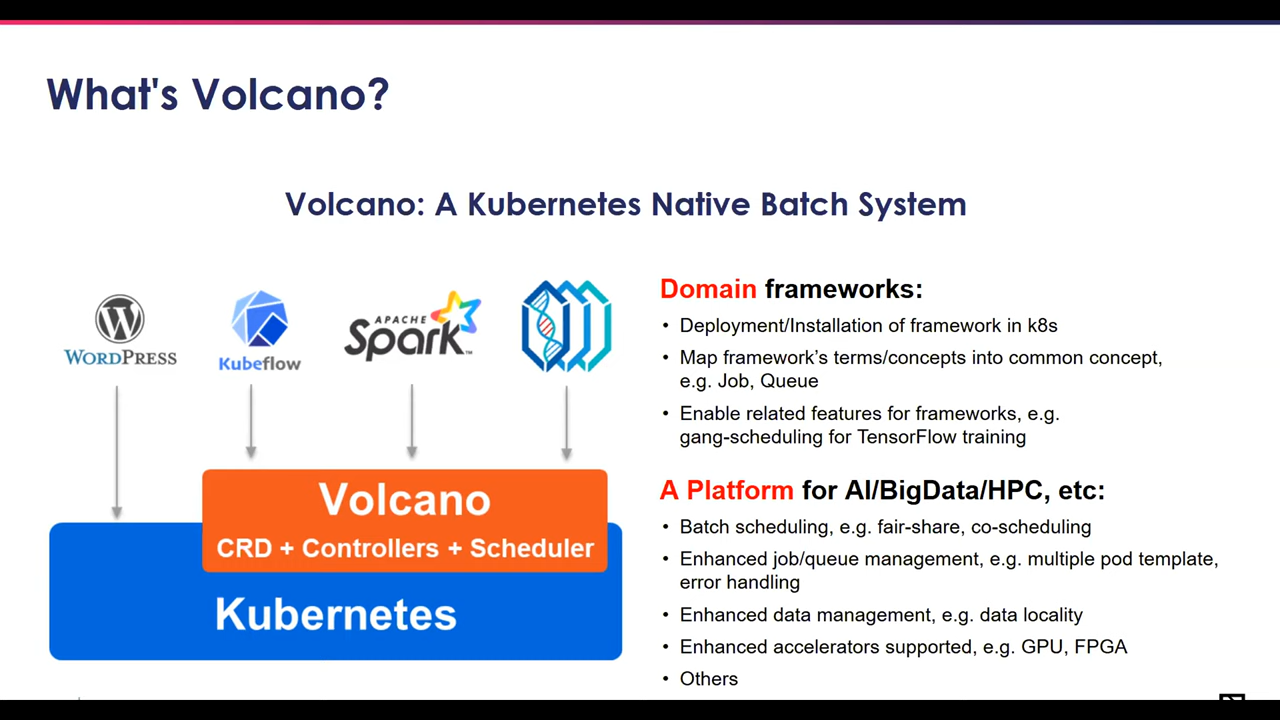 What's Volcano?
Volcano: A Kubernetes Native Batch System
WORDPRESS
Kubeflow
APACHE
Spark™
Volcano
CRD + Controllers + Scheduler
Kubernetes
Domain frameworks:
• Deployment/Installation of framework in k8s
• Map framework’s terms/concepts into common concept,
e.g. Job, Queue
• Enable related features for frameworks, e.g.
gang-scheduling for TensorFlow training
A Platform for AI/BigData/HPC, etc:
• Batch scheduling, e.g. fair-share, co-scheduling
• Enhanced job/queue management, e.g. multiple pod template,
error handling
• Enhanced data management, e.g. data locality
• Enhanced accelerators supported, e.g. GPU, FPGA
• Others